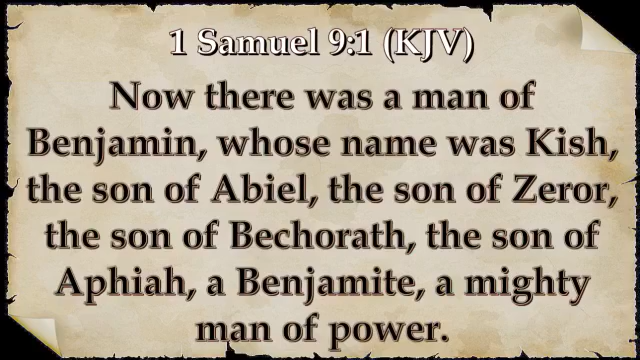 1 Samuel 9:1 (KJV)
Now there was a man of
Benjamin, whose name was Kish,
the son of Abiel, the son of Zeror,
the son of Bechorath, the son of
Aphiah, a Benjamite, a mighty
man of power.